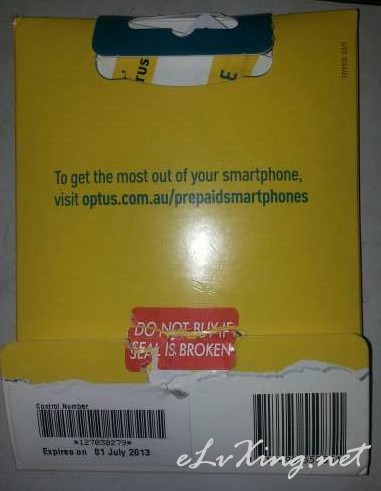 TUS
E
To get the most out of your smartphone,
visit optus.com.au/prepaidsmartphones
DO NOT BUY IF
SEAL IS BROKEN
Control Number
*127030279*
Expires on 01 July 2013
eLvXing.net